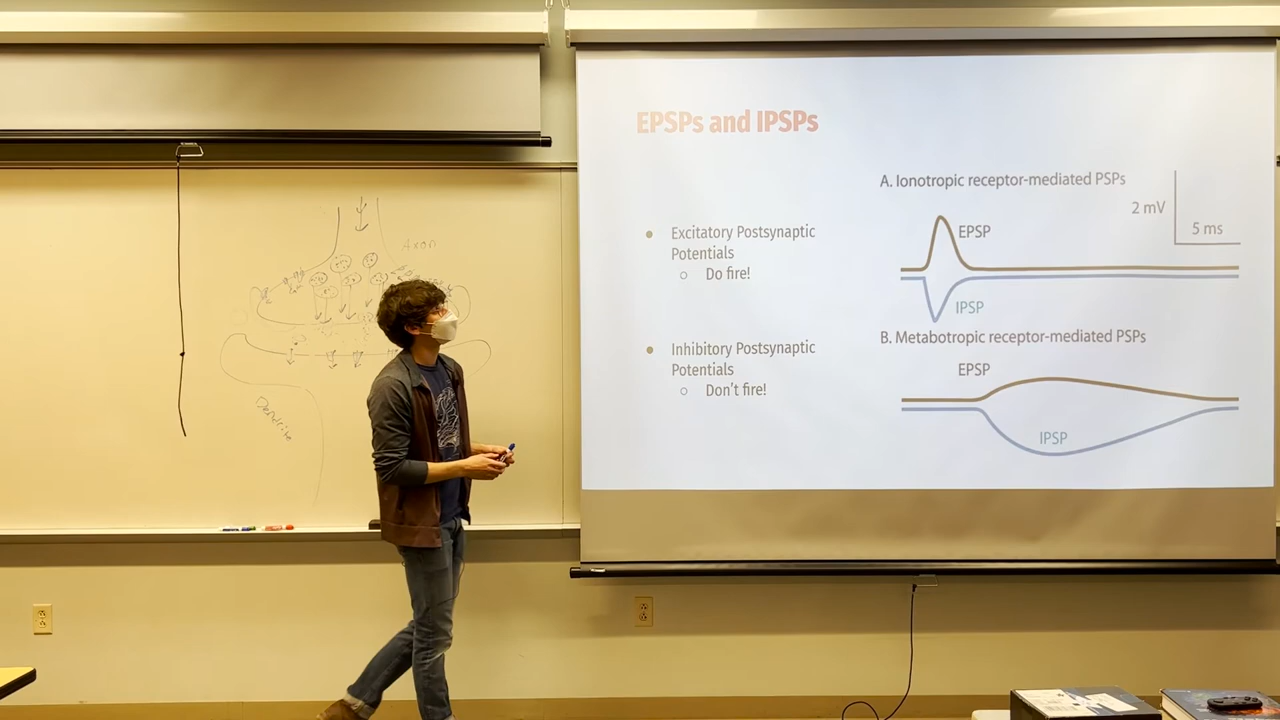 EPSPs and IPSPs
Excitatory Postsynaptic
Potentials
Do fire!
Inhibitory Postsynaptic
Potentials
Don't fire!
A. Ionotropic receptor-mediated PSPs
2 mV
5 ms
EPSP
IPSP
B. Metabotropic receptor-mediated PSPs
EPSP
IPSP
Axon
Dendrite